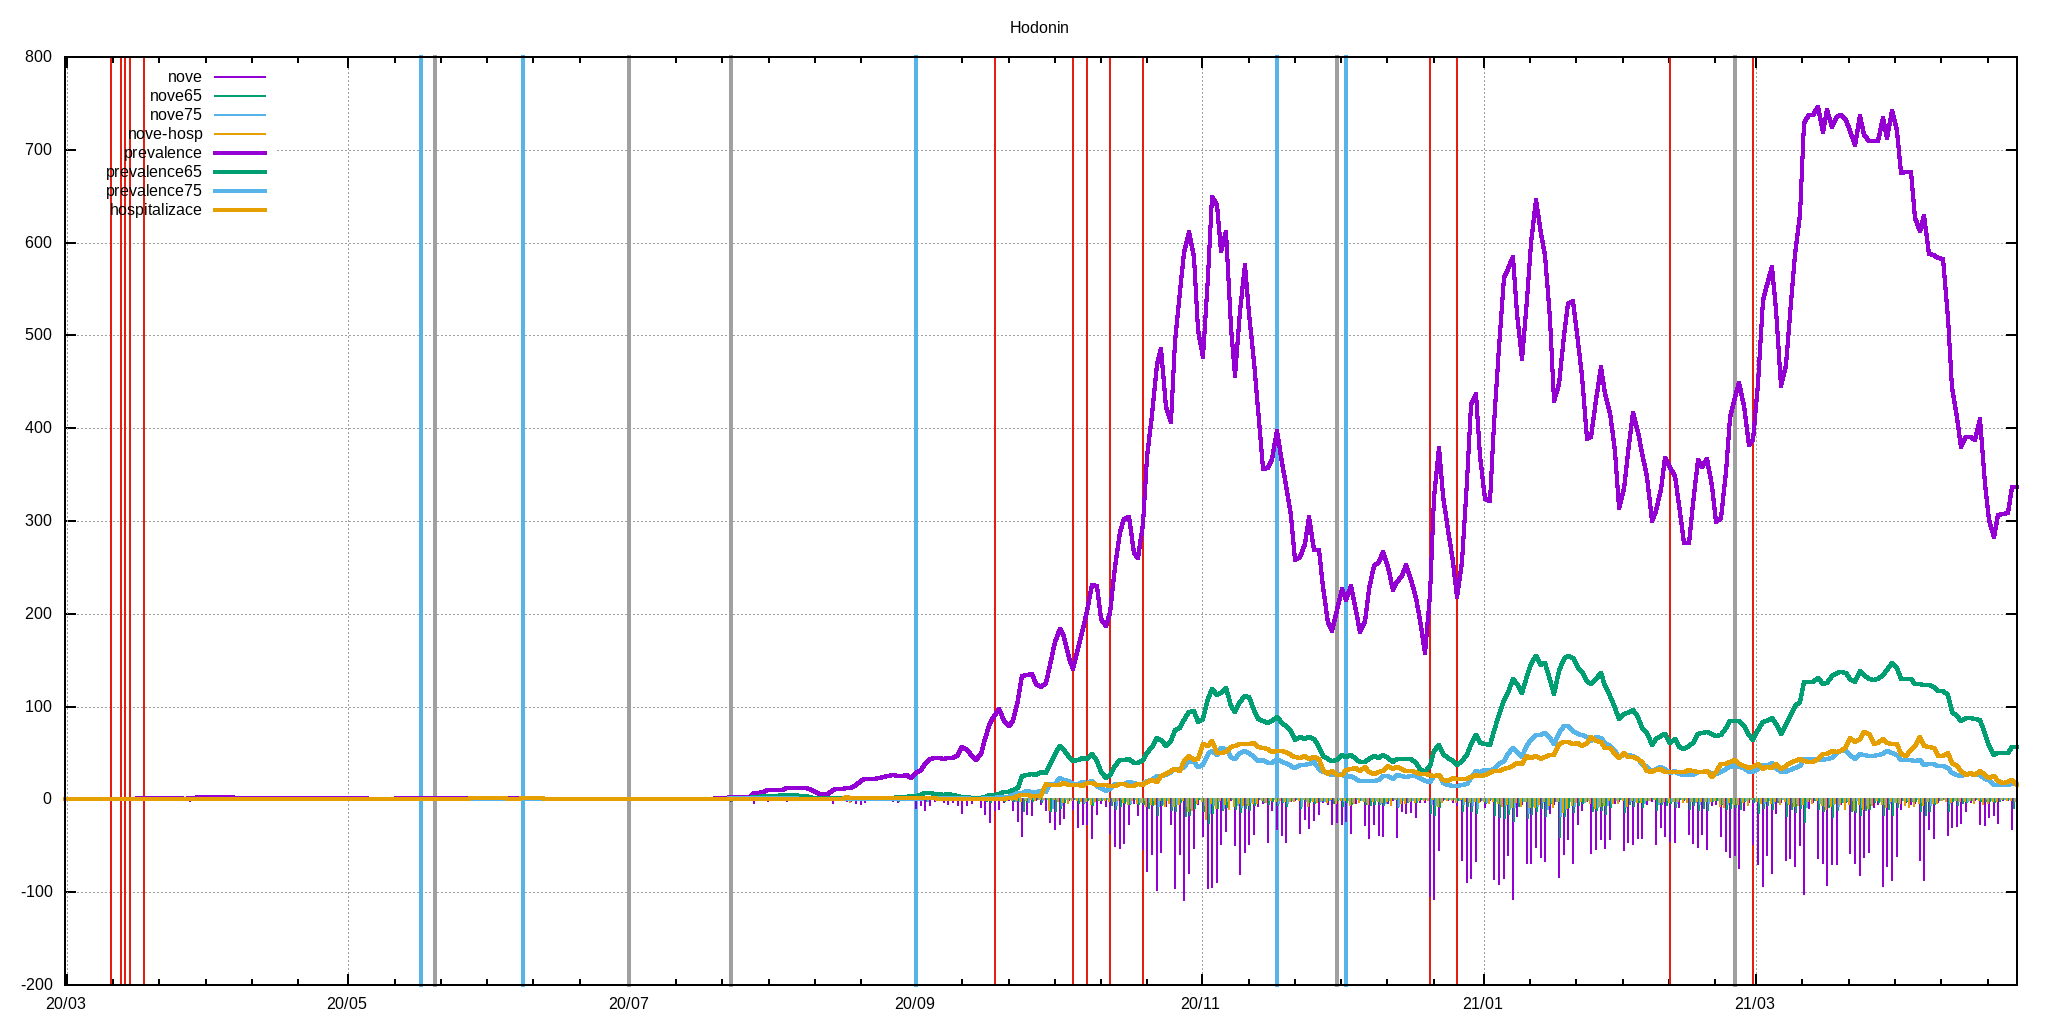 Hodonin
800
700
600
500
400
300
200
100
0
-100
-200
nove
nove65
nove75
nove-hosp
prevalence
prevalence65
prevalence75
hospitalizace
20/03 20/05 20/07 20/09 20/11 21/01 21/03